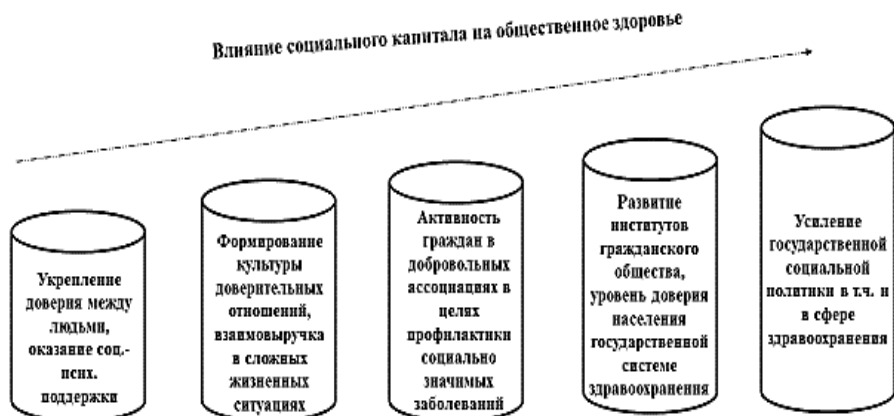 Влияние социального капитала на общественное здоровье
Укрепление
доверия между
людьми,
оказание соц.-
псих.
поддержки
Формирование
культуры
доверительных
отношений,
взаимовыручка
в сложных
жизненных
ситуациях
Активность
граждан в
добровольных
ассоциациях в
целях
профилактики
социально
значимых
заболеваний
Развитие
институтов
гражданского
общества,
уровень доверия
населения
государственной
системе
здравоохранения
Усиление
государственной
социальной
политики в т.ч. и
в сфере
здравоохранения